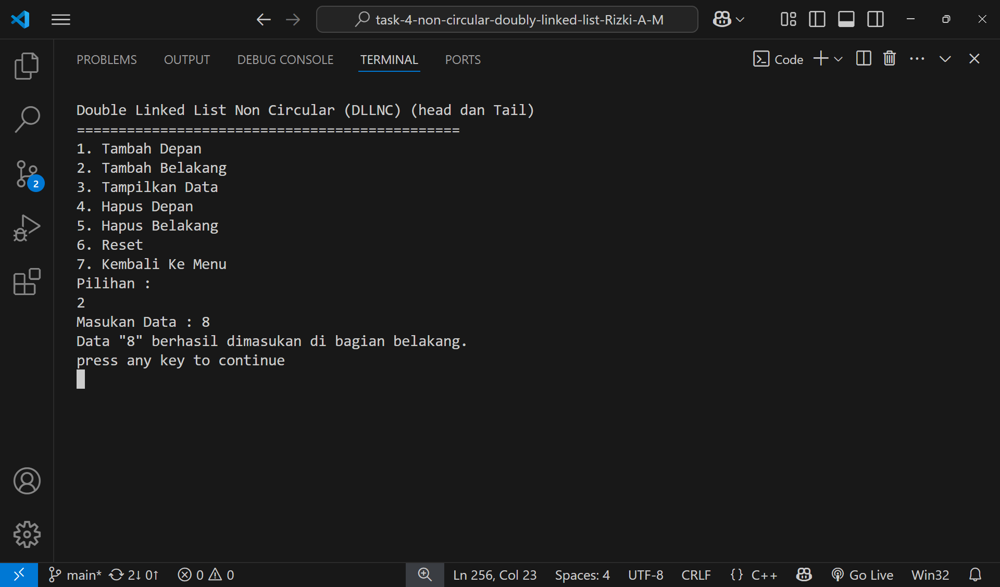 task-4-non-circular-doubly-linked-list-Rizki-A-M
PROBLEMS OUTPUT DEBUG CONSOLE TERMINAL PORTS Code
Double Linked List Non Circular (DLLNC) (head dan Tail)
==============================================
1. Tambah Depan
2. Tambah Belakang
3. Tampilkan Data
4. Hapus Depan
5. Hapus Belakang
6. Reset
7. Kembali Ke Menu
Pilihan :
2
Masukan Data : 8
Data "8" berhasil dimasukan di bagian belakang.
press any key to continue
2
main* 2↓ 0↑ 0 0 Ln 256, Col 23 Spaces: 4 UTF-8 CRLF {} C++ Go Live Win32